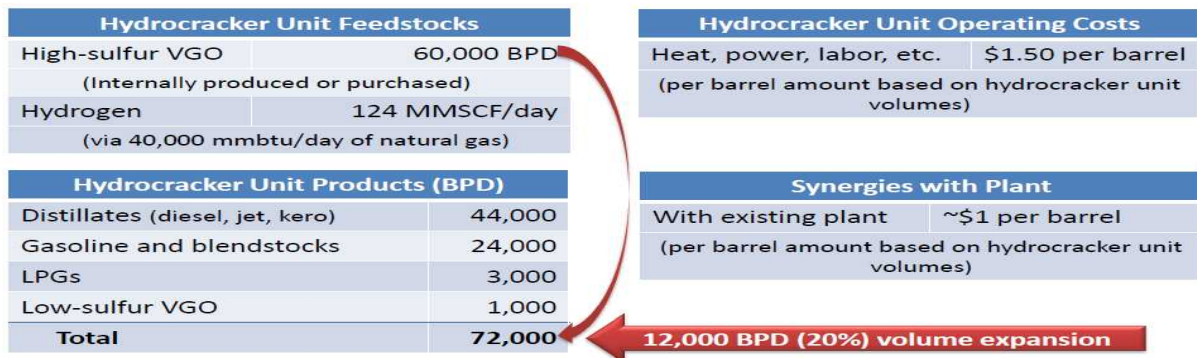 Hydrocracker Unit Feedstocks
High-sulfur VGO 60,000 BPD
(Internally produced or purchased)
Hydrogen 124 MMSCF/day
(via 40,000 mmbtu/day of natural gas)
Hydrocracker Unit Products (BPD)
Distillates (diesel, jet, kero) 44,000
Gasoline and blendstocks 24,000
LPGs 3,000
Low-sulfur VGO 1,000
Total 72,000
Hydrocracker Unit Operating Costs
Heat, power, labor, etc. $1.50 per barrel
(per barrel amount based on hydrocracker unit
volumes)
Synergies with Plant
With existing plant ~$1 per barrel
(per barrel amount based on hydrocracker unit
volumes)
12,000 BPD (20%) volume expansion